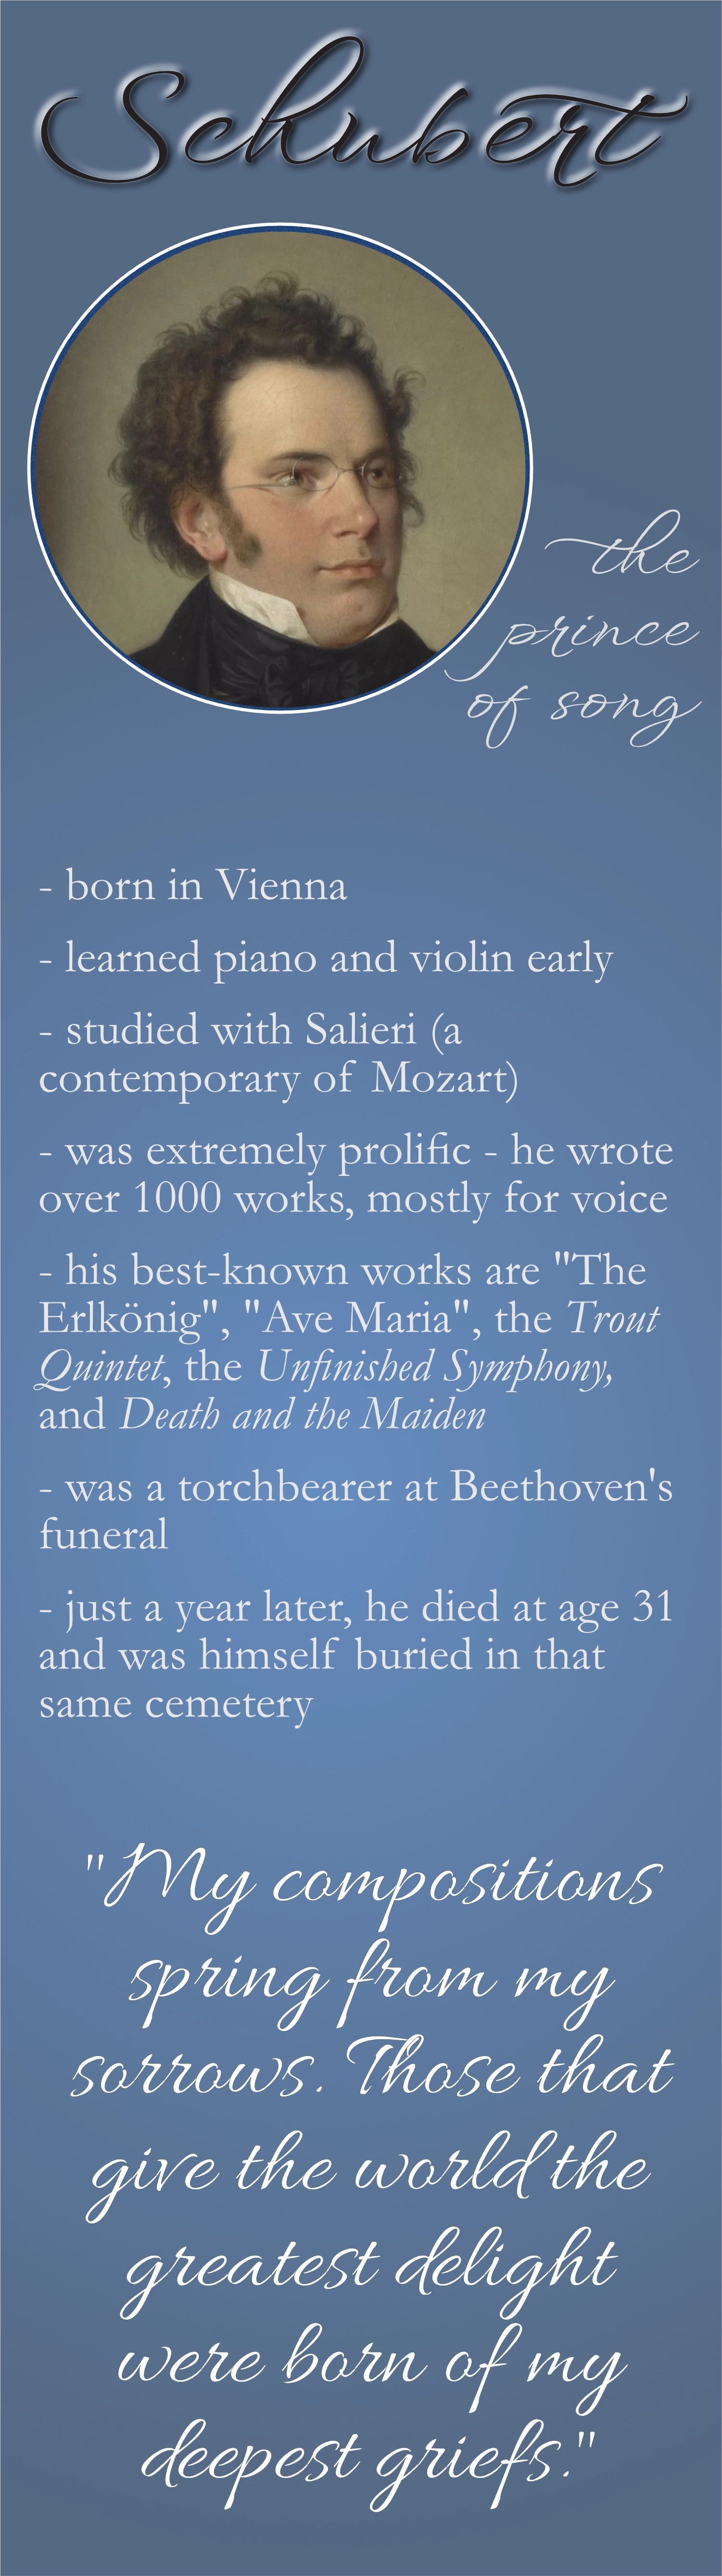 Schubert
the
prince
of song
- born in Vienna
- learned piano and violin early
- studied with Salieri (a
contemporary of Mozart)
- was extremely prolific - he wrote
over 1000 works, mostly for voice
- his best-known works are "The
Erlkönig", "Ave Maria", the Trout
Quintet, the Unfinished Symphony,
and Death and the Maiden
- was a torchbearer at Beethoven's
funeral
- just a year later, he died at age 31
and was himself buried in that
same cemetery
"My compositions
spring from my
sorrows. Those that
give the world the
greatest delight
were born of my
deepest griefs."